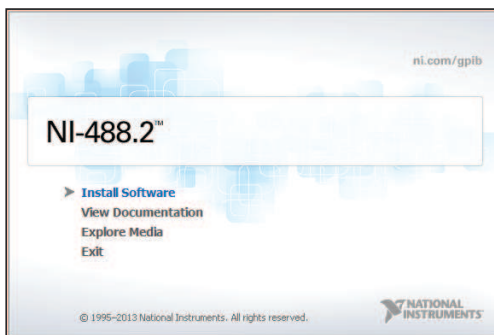 ni.com/gpib
NI-488.2™
Install Software
View Documentation
Explore Media
Exit
© 1995–2013 National Instruments. All rights reserved.
NATIONAL
INSTRUMENTS